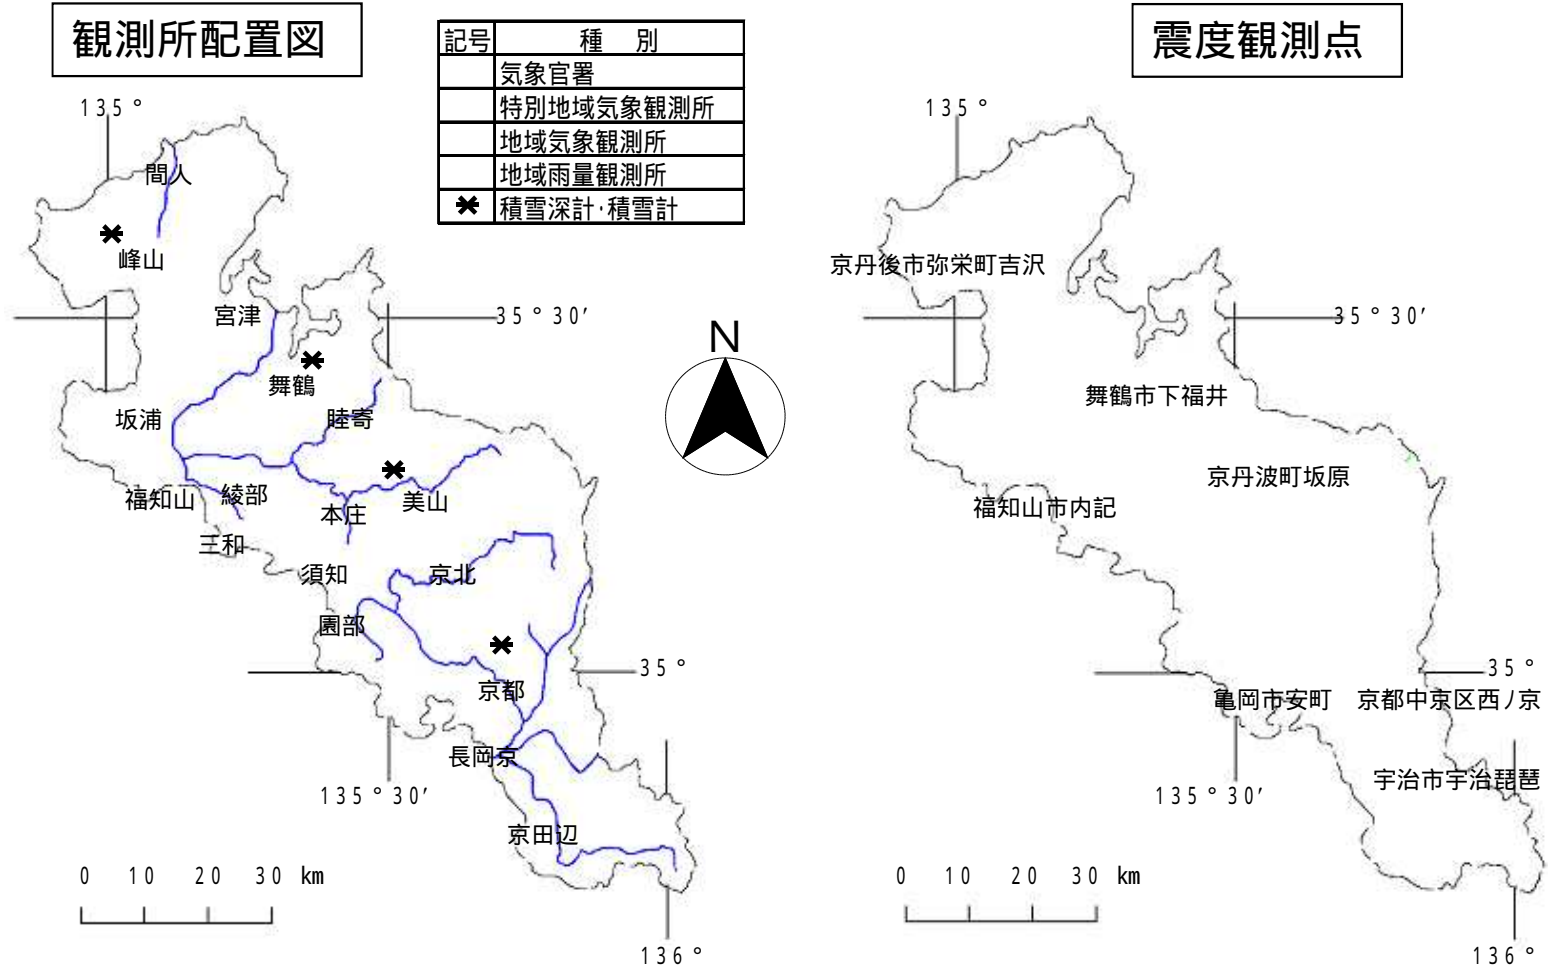 観測所配置図
記号 種 別
気象官署
特別地域気象観測所
地域気象観測所
地域雨量観測所
積雪深計･積雪計
135°
間人
峰山
宮津
35°30′
舞鶴
坂浦
睦寄
福知山
綾部
本庄
美山
三和
須知
京北
園部
35°
京都
長岡京
135°30′
京田辺
0 10 20 30 km
136°
N
震度観測点
135°
京丹後市弥栄町吉沢
35°30′
舞鶴市下福井
京丹波町坂原
福知山市内記
35°
亀岡市安町
京都中京区西ノ京
宇治市宇治琵琶
135°30′
0 10 20 30 km
136°